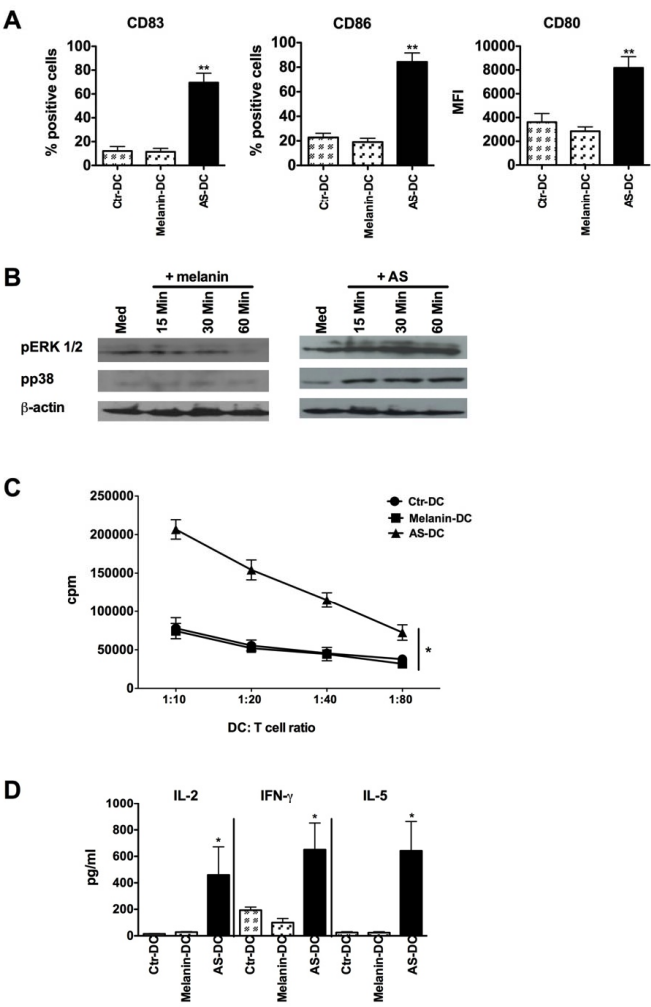 A
CD83
CD86
CD80
% positive cells
100
80
60
40
20
0
**
Ctr-DC
Melanin-DC
AS-DC
% positive cells
100
80
60
40
20
0
**
Ctr-DC
Melanin-DC
AS-DC
MFI
10000
8000
6000
4000
2000
0
**
Ctr-DC
Melanin-DC
AS-DC
B
+ melanin
+ AS
Med
15 Min
30 Min
60 Min
Med
15 Min
30 Min
60 Min
pERK 1/2
pp38
β-actin
C
cpm
250000
200000
150000
100000
50000
0
Ctr-DC
Melanin-DC
AS-DC
*
1:10
1:20
1:40
1:80
DC: T cell ratio
D
IL-2
IFN-γ
IL-5
pg/ml
1000
800
600
400
200
0
*
*
*
Ctr-DC
Melanin-DC
AS-DC
Ctr-DC
Melanin-DC
AS-DC
Ctr-DC
Melanin-DC
AS-DC